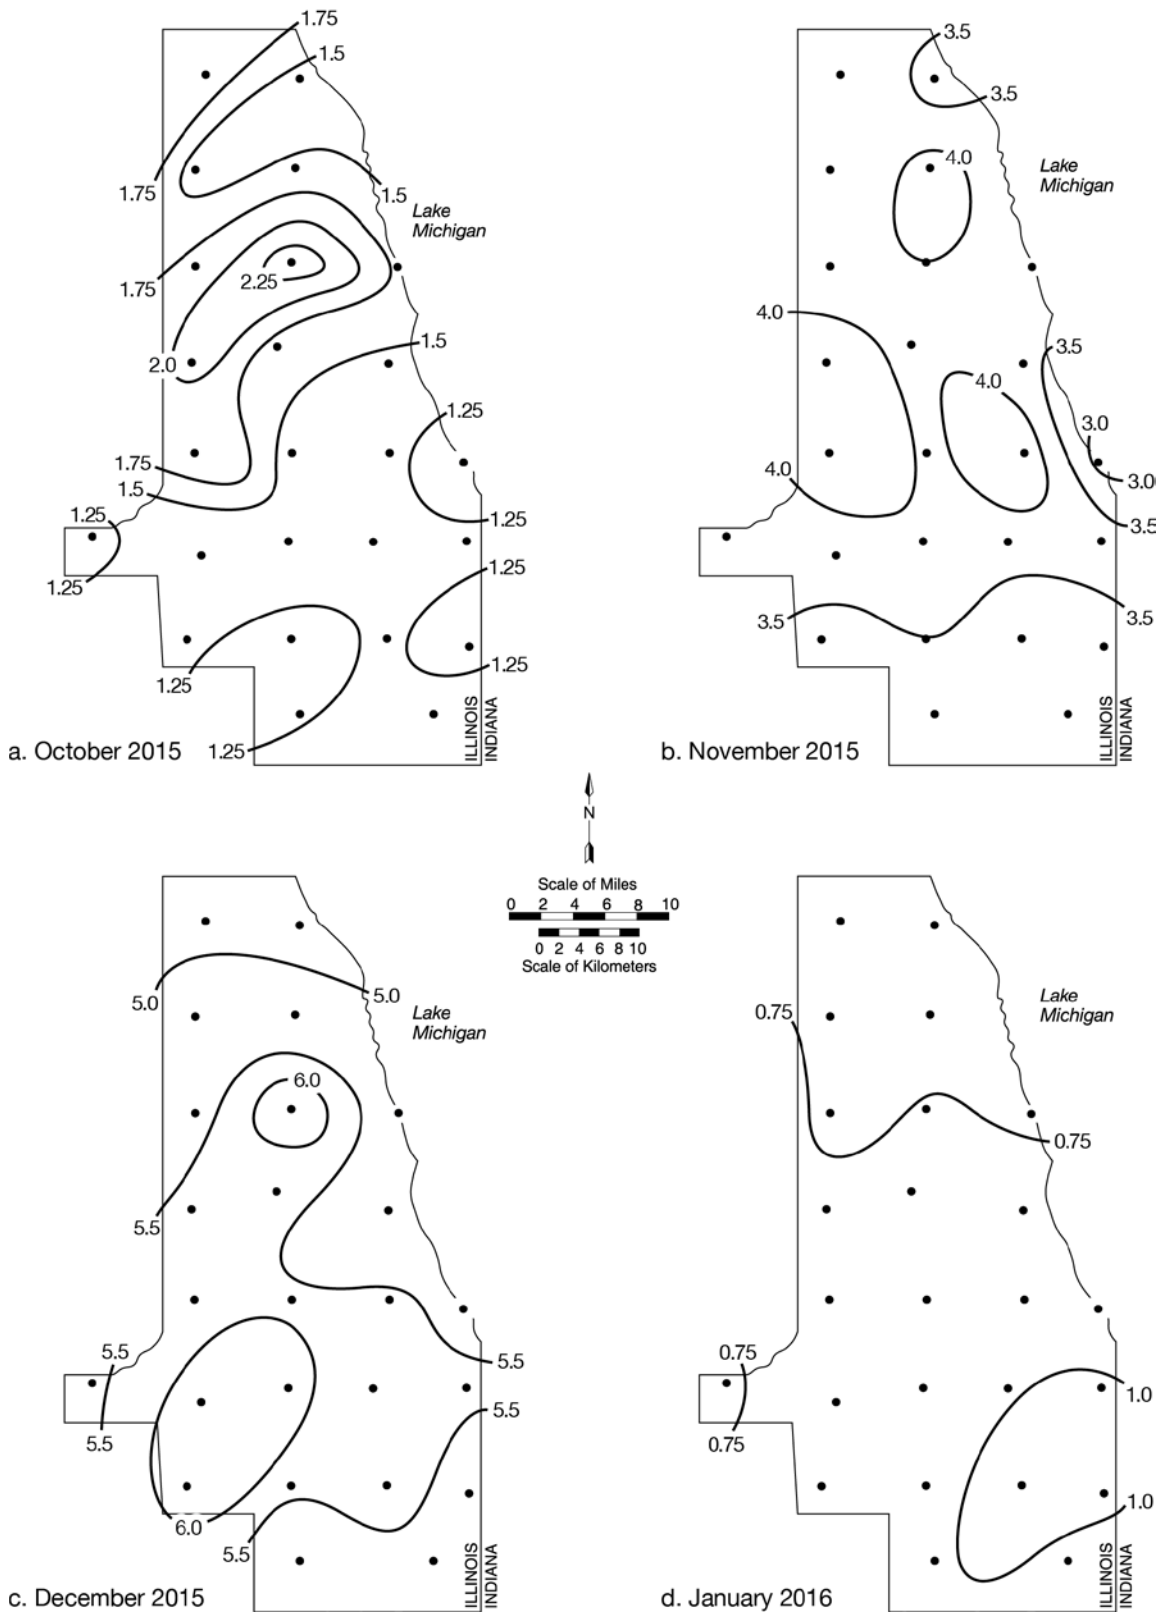 1.75
1.5
1.75
1.5
Lake
Michigan
1.75
2.25
2.0
1.5
1.25
1.75
1.5
1.25
1.25
1.25
1.25
1.25
1.25
1.25
ILLINOIS
INDIANA
a. October 2015
3.5
3.5
4.0
Lake
Michigan
4.0
3.5
4.0
3.0
4.0
3.0
3.5
3.5
3.5
ILLINOIS
INDIANA
b. November 2015
N
Scale of Miles
0 2 4 6 8 10
0 2 4 6 8 10
Scale of Kilometers
5.0
5.0
Lake
Michigan
6.0
5.5
5.5
5.5
5.5
5.5
6.0
5.5
ILLINOIS
INDIANA
c. December 2015
Lake
Michigan
0.75
0.75
0.75
0.75
1.0
1.0
ILLINOIS
INDIANA
d. January 2016